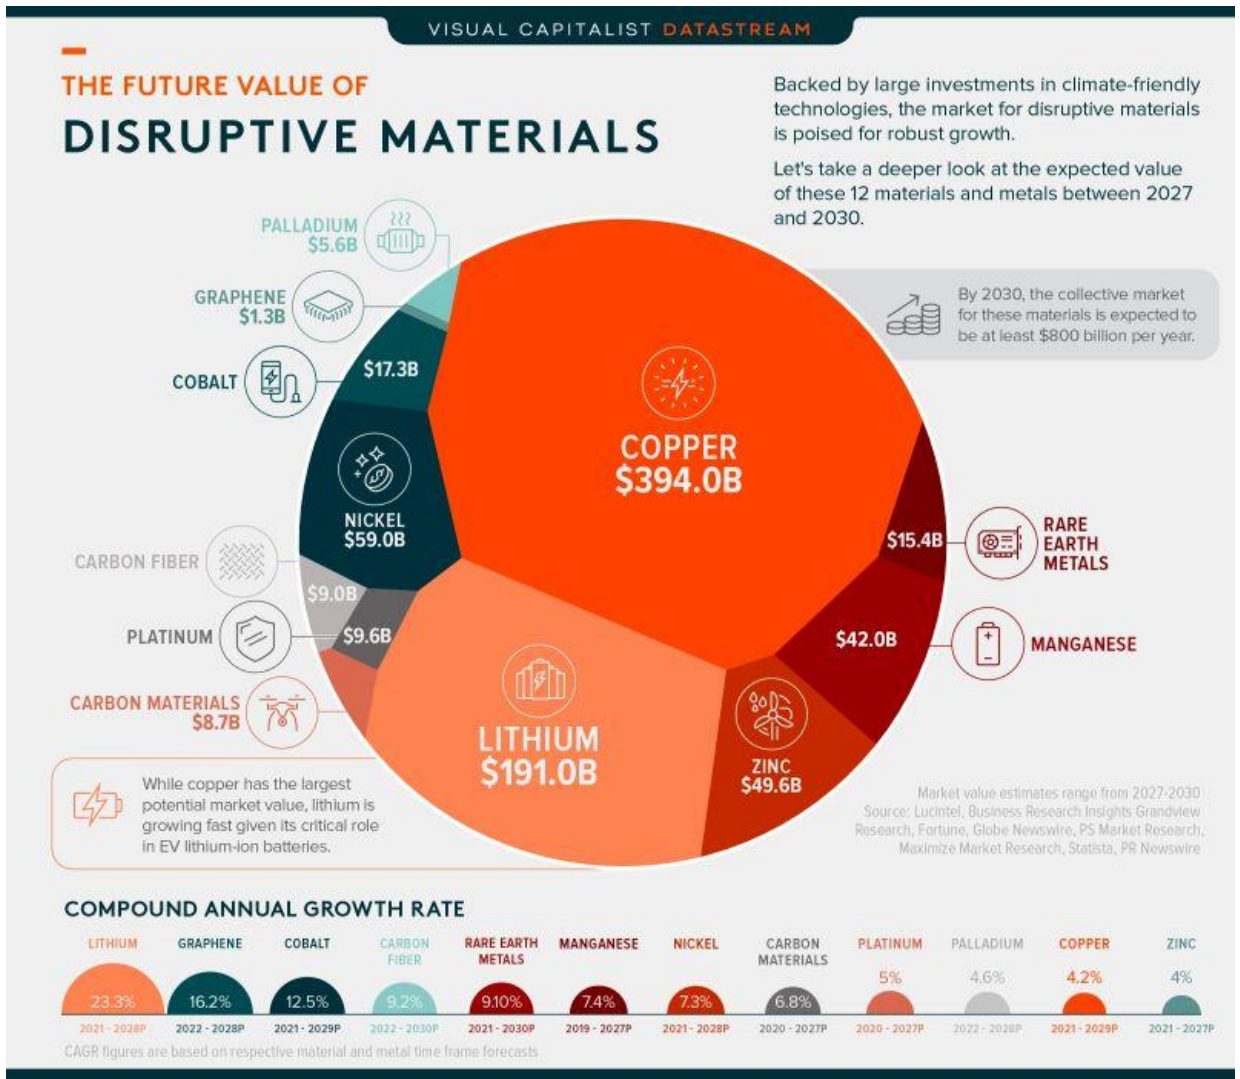 VISUAL CAPITALIST DATASTREAM
THE FUTURE VALUE OF
DISRUPTIVE MATERIALS
Backed by large investments in climate-friendly
technologies, the market for disruptive materials
is poised for robust growth.
Let's take a deeper look at the expected value
of these 12 materials and metals between 2027
and 2030.
PALLADIUM
$5.6B
GRAPHENE
$1.3B
By 2030, the collective market
for these materials is expected to
be at least $800 billion per year.
COBALT
$17.3B
COPPER
$394.0B
NICKEL
$59.0B
RARE
EARTH
METALS
$15.4B
CARBON FIBER
$9.0B
PLATINUM
$9.6B
$42.0B
MANGANESE
CARBON MATERIALS
$8.7B
LITHIUM
$191.0B
ZINC
$49.6B
While copper has the largest
potential market value, lithium is
growing fast given its critical role
in EV lithium-ion batteries.
Market value estimates range from 2027-2030
Source: Lucintel, Business Research Insights Grandview
Research, Fortune, Globe Newswire, PS Market Research,
Maximize Market Research, Statista, PR Newswire
COMPOUND ANNUAL GROWTH RATE
LITHIUM GRAPHENE COBALT CARBON FIBER RARE EARTH METALS MANGANESE NICKEL CARBON MATERIALS PLATINUM PALLADIUM COPPER ZINC
23.3% 16.2% 12.5% 9.2% 9.10% 7.4% 7.3% 6.8% 5% 4.6% 4.2% 4%
2021 - 2028P 2022 - 2028P 2021 - 2029P 2022 - 2030P 2021 - 2030P 2019 - 2027P 2021 - 2028P 2020 - 2027P 2020 - 2027P 2022 - 2028P 2021 - 2029P 2021 - 2027P
CAGR figures are based on respective material and metal time frame forecasts